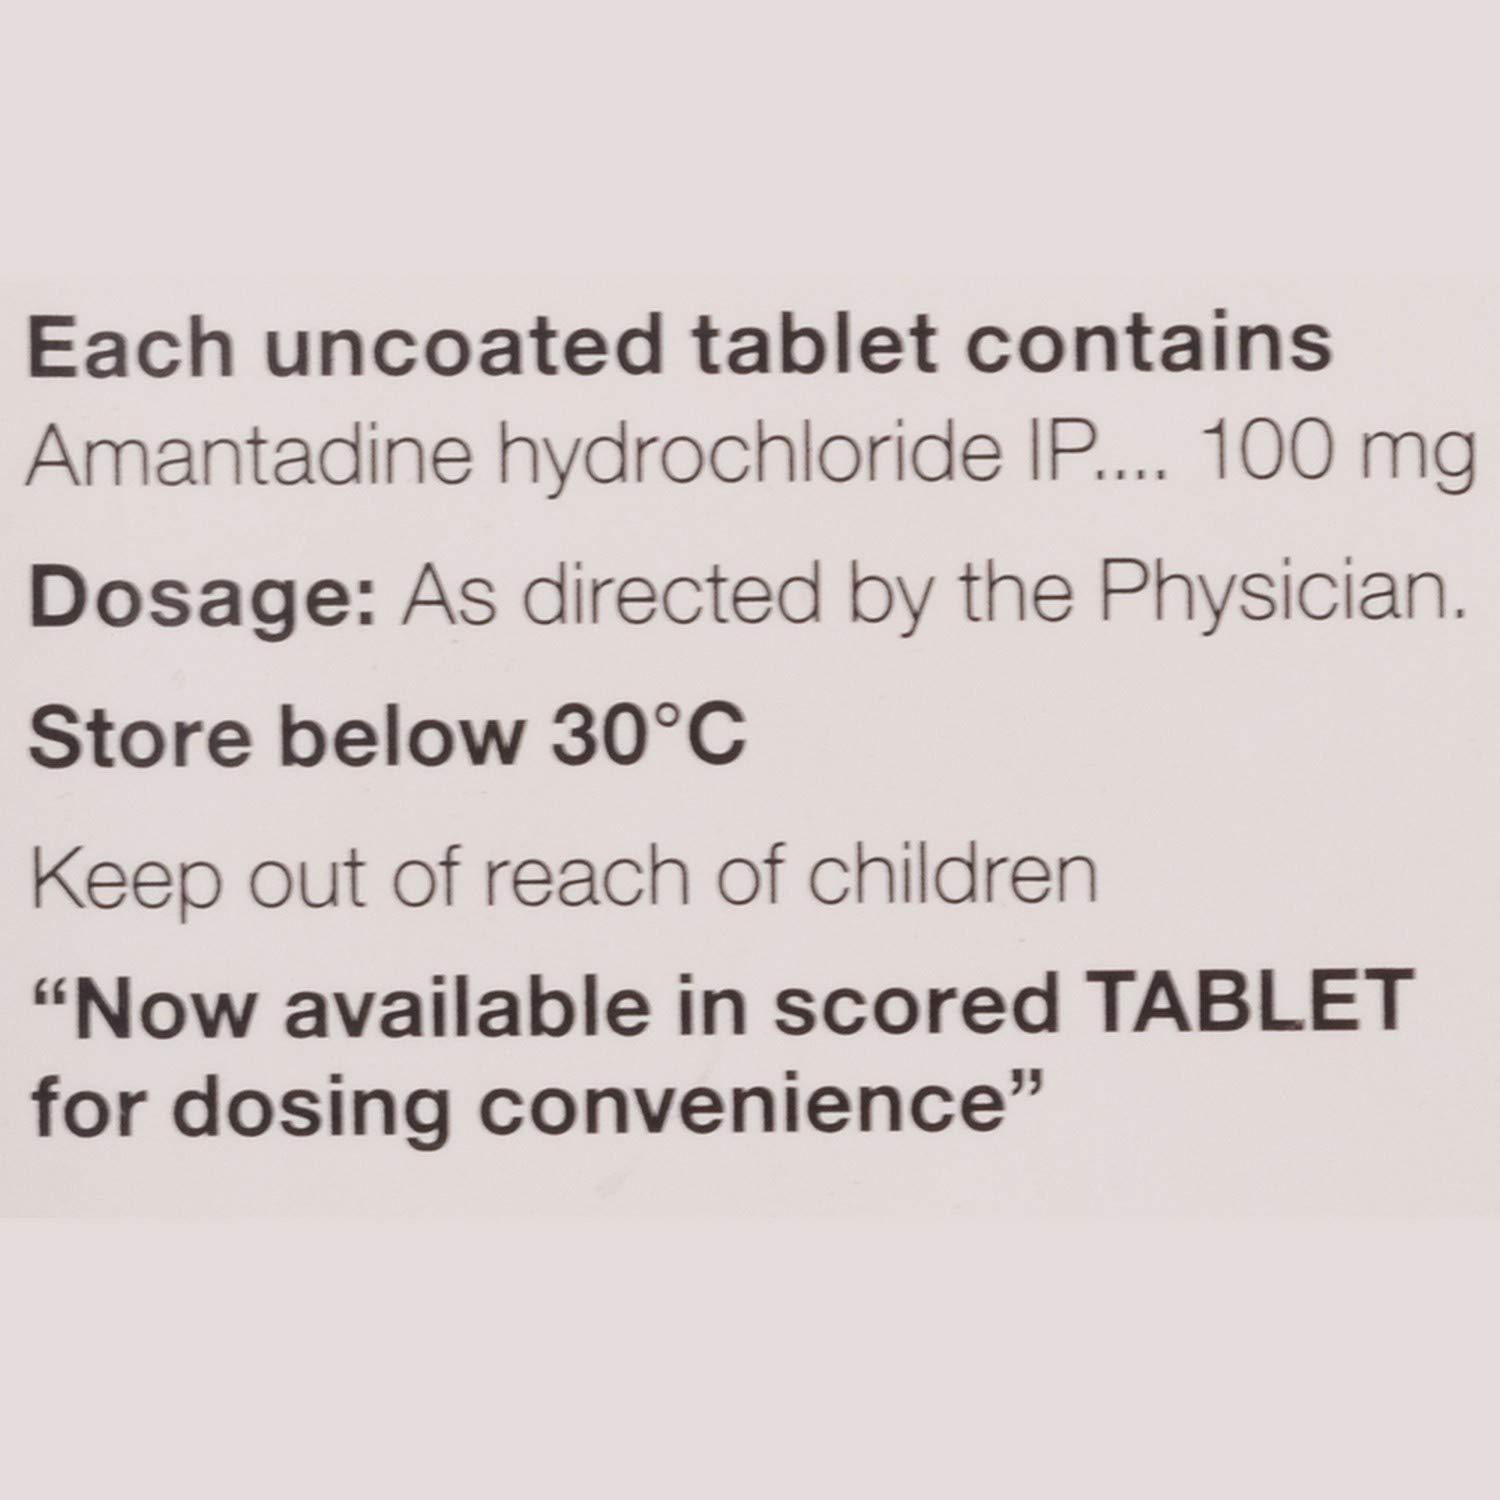 Each uncoated tablet contains
Amantadine hydrochloride IP.... 100 mg
Dosage: As directed by the Physician.
Store below 30°C
Keep out of reach of children
“Now available in scored TABLET
for dosing convenience”